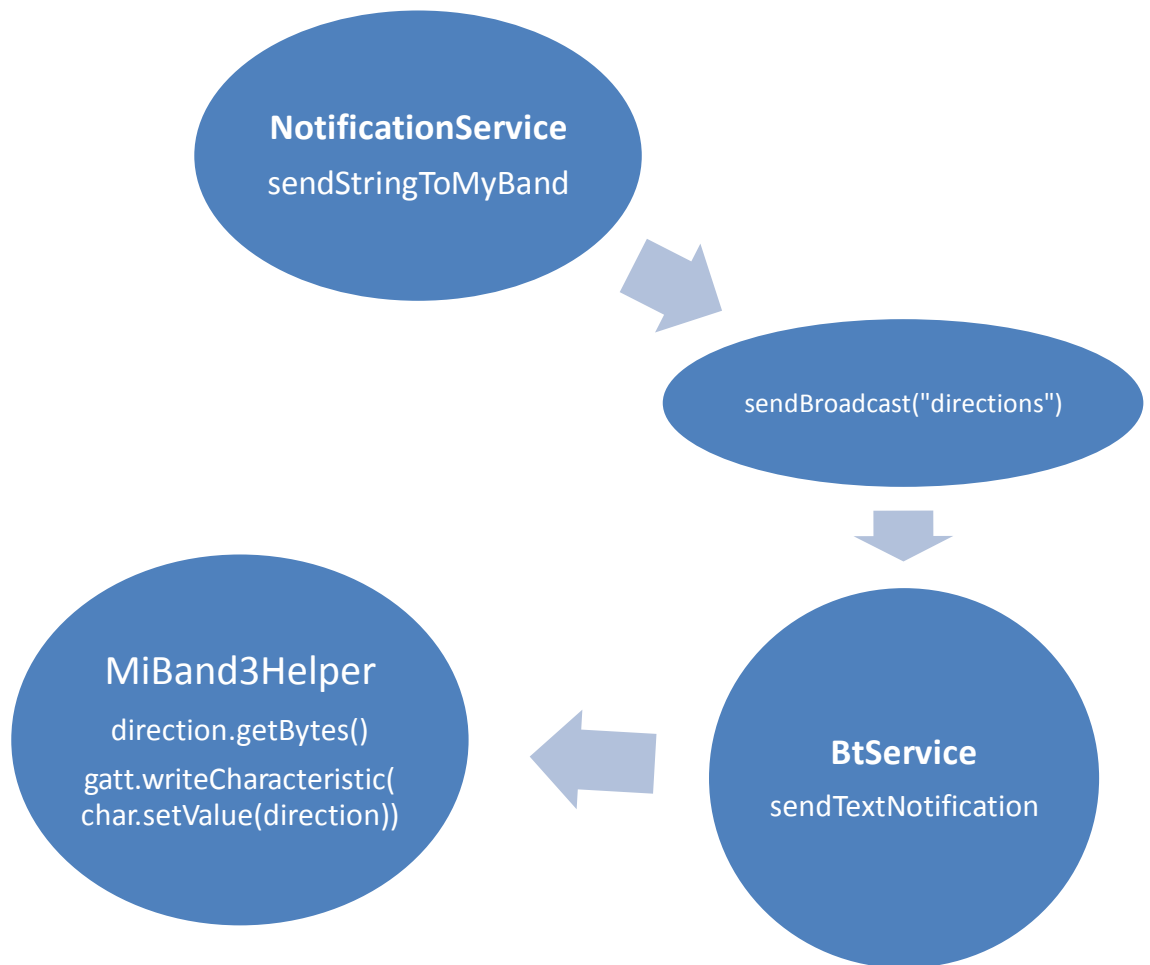 NotificationService
sendStringToMyBand
sendBroadcast("directions")
BtService
sendTextNotification
MiBand3Helper
direction.getBytes()
gatt.writeCharacteristic(
char.setValue(direction))